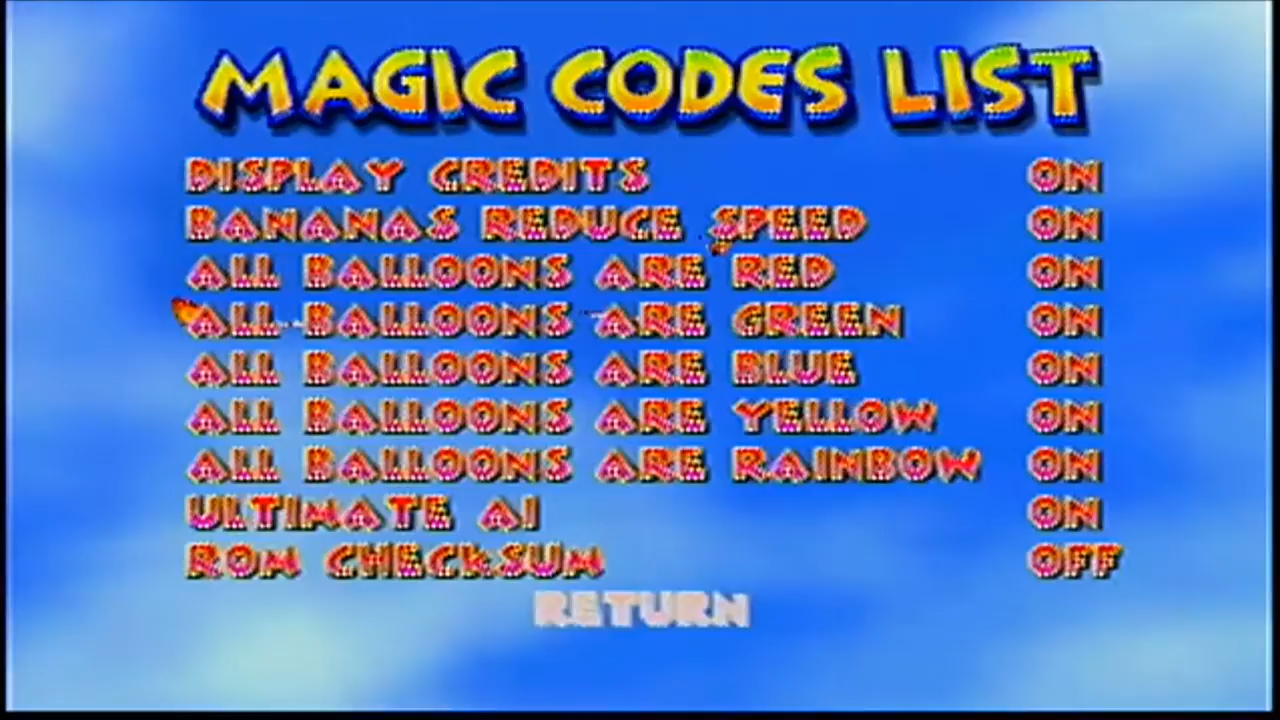 MAGIC CODES LIST
DISPLAY CREDITS ON
BANANAS REDUCE SPEED ON
ALL BALLOONS ARE RED ON
ALL BALLOONS ARE GREEN ON
ALL BALLOONS ARE BLUE ON
ALL BALLOONS ARE YELLOW ON
ALL BALLOONS ARE RAINBOW ON
ULTIMATE AI ON
ROM CHECKSUM OFF
RETURN